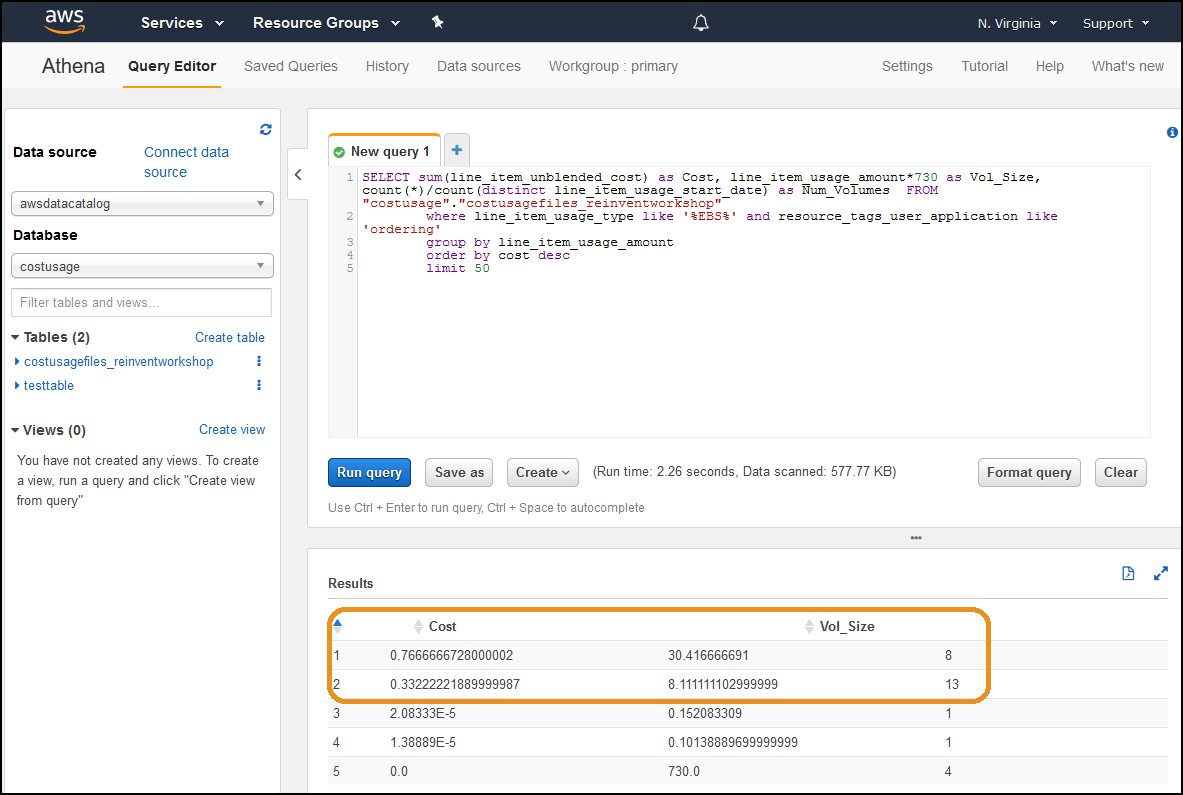 aws Services Resource Groups N. Virginia Support
Athena Query Editor Saved Queries History Data sources Workgroup : primary Settings Tutorial Help What's new
Data source Connect data
source
awsdatacatalog
Database
costusage
Filter tables and views...
Tables (2) Create table
costusagefiles_reinventworkshop
testtable
Views (0) Create view
You have not created any views. To create
a view, run a query and click "Create view
from query"
New query 1 +
1 SELECT sum(line_item_unblended_cost) as Cost, line_item_usage_amount*730 as Vol_Size,
count(*)/count(distinct line_item_usage_start_date) as Num_Volumes FROM
"costusage"."costusagefiles_reinventworkshop"
2 where line_item_usage_type like '%EBS%' and resource_tags_user_application like
'ordering'
3 group by line_item_usage_amount
4 order by cost desc
5 limit 50
Run query Save as Create (Run time: 2.26 seconds, Data scanned: 577.77 KB) Format query Clear
Use Ctrl + Enter to run query, Ctrl + Space to autocomplete
Results
Cost Vol_Size
1 0.7666666728000002 30.416666691 8
2 0.33222221889999987 8.111111102999999 13
3 2.08333E-5 0.152083309 1
4 1.38889E-5 0.10138889699999999 1
5 0.0 730.0 4